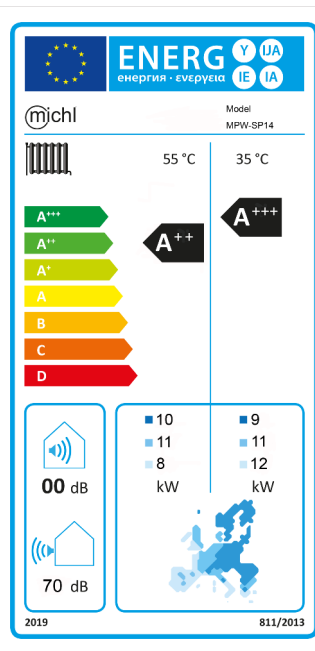 ENERG Y IJA
енергия · ενεργεια IE IA
michl
Model
MPW-SP14
55 °C 35 °C
A+++
A++
A+
A
B
C
D
A++
A+++
00 dB
70 dB
10 9
11 11
8 12
kW kW
2019 811/2013